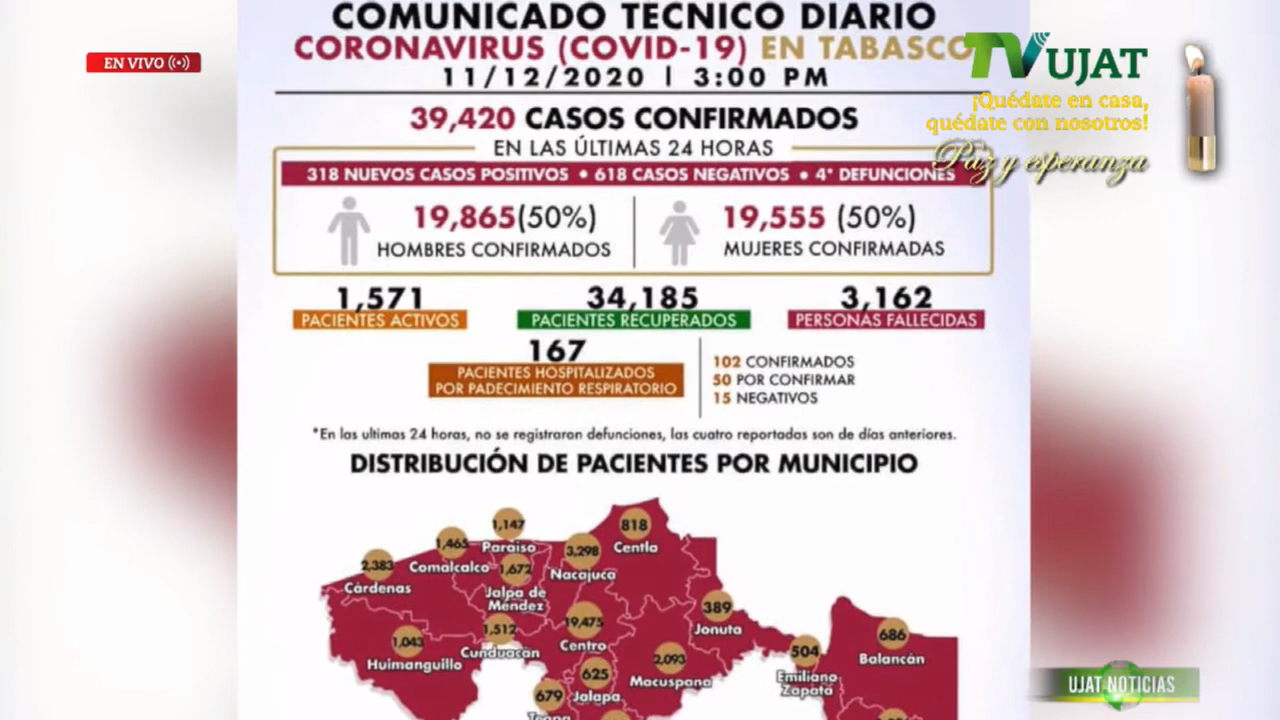 COMUNICADO TÉCNICO DIARIO
CORONAVIRUS (COVID-19) EN TABASCO
11/12/2020 | 3:00 PM
EN VIVO
TV UJAT
¡Quédate en casa,
quédate con nosotros!
Paz y esperanza
39,420 CASOS CONFIRMADOS
EN LAS ÚLTIMAS 24 HORAS
318 NUEVOS CASOS POSITIVOS • 618 CASOS NEGATIVOS • 4* DEFUNCIONES
19,865(50%)
HOMBRES CONFIRMADOS
19,555 (50%)
MUJERES CONFIRMADAS
1,571
PACIENTES ACTIVOS
34,185
PACIENTES RECUPERADOS
3,162
PERSONAS FALLECIDAS
167
PACIENTES HOSPITALIZADOS
POR PADECIMIENTO RESPIRATORIO
102 CONFIRMADOS
50 POR CONFIRMAR
15 NEGATIVOS
*En las ultimas 24 horas, no se registraron defunciones, las cuatro reportadas son de días anteriores.
DISTRIBUCIÓN DE PACIENTES POR MUNICIPIO
1,147
Paraíso
818
Centla
1,465
Comalcalco
3,298
Nacajuca
2,383
Cárdenas
1,672
Jalpa de
Méndez
389
Jonuta
19,475
Centro
1,512
Cunduacán
1,043
Huimanguillo
686
Balancán
504
Emiliano
Zapata
2,093
Macuspana
625
Jalapa
679
UJAT NOTICIAS